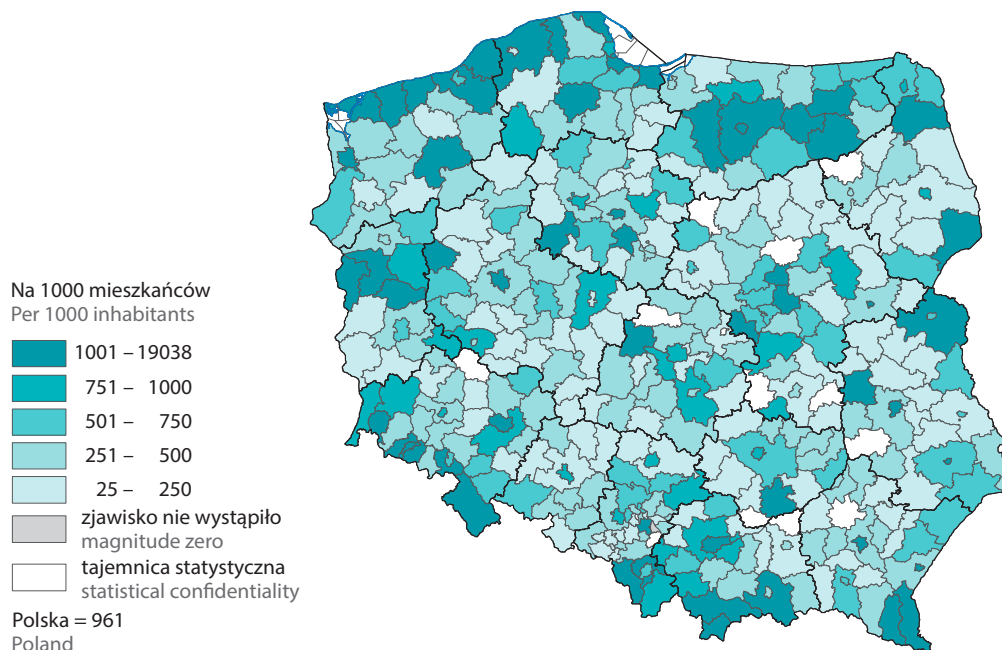 Na 1000 mieszkańców
Per 1000 inhabitants
1001 – 19038
751 – 1000
501 – 750
251 – 500
25 – 250
zjawisko nie wystąpiło
magnitude zero
tajemnica statystyczna
statistical confidentiality
Polska = 961
Poland